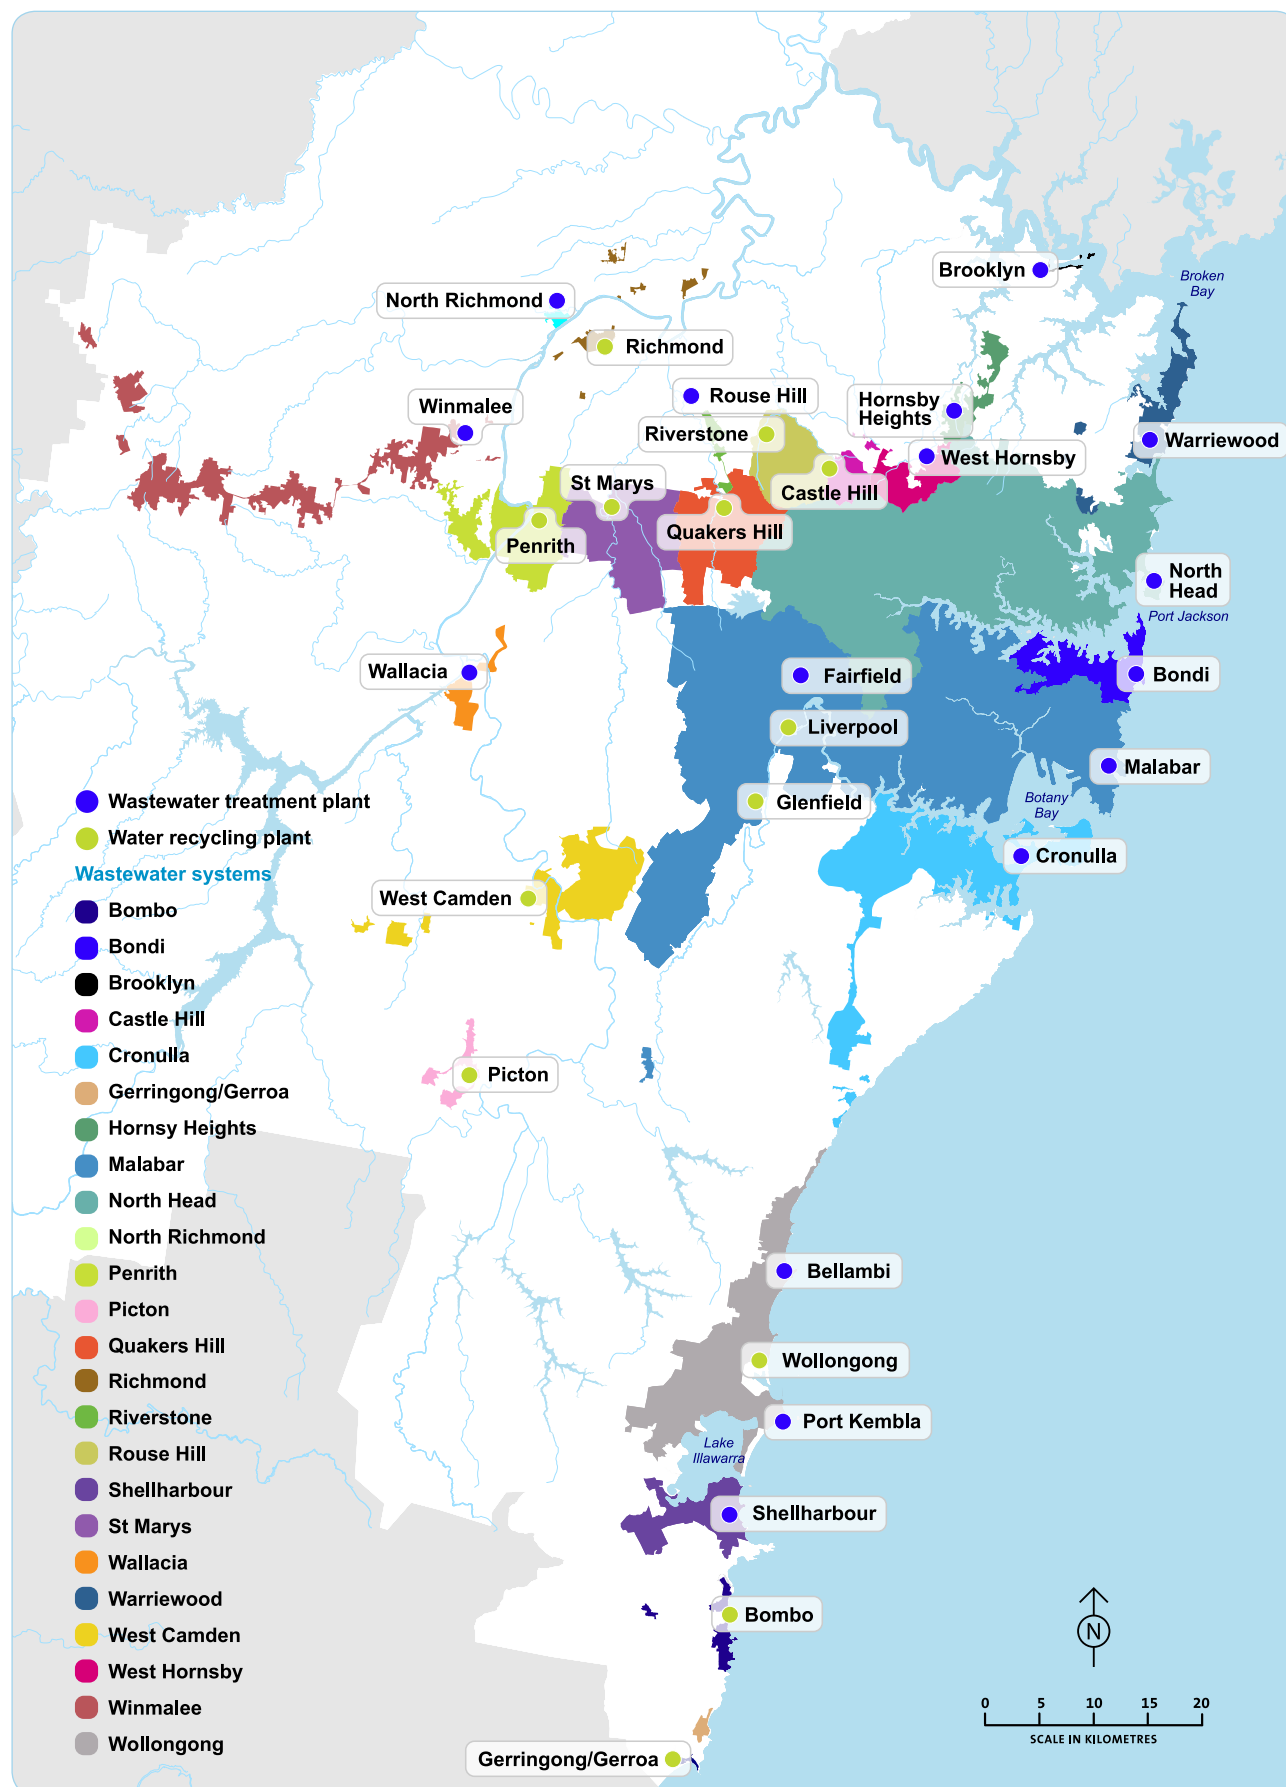 Broken
Bay
Brooklyn
North Richmond
Richmond
Rouse Hill
Hornsby
Heights
Winmalee
Riverstone
Warriewood
West Hornsby
St Marys
Castle Hill
Quakers Hill
Penrith
North
Head
Port Jackson
Wallacia
Fairfield
Bondi
Liverpool
Malabar
Glenfield
Botany
Bay
Cronulla
West Camden
Picton
Bellambi
Wollongong
Port Kembla
Lake
Illawarra
Shellharbour
Bombo
Gerringong/Gerroa
Wastewater treatment plant
Water recycling plant
Wastewater systems
Bombo
Bondi
Brooklyn
Castle Hill
Cronulla
Gerringong/Gerroa
Hornsy Heights
Malabar
North Head
North Richmond
Penrith
Picton
Quakers Hill
Richmond
Riverstone
Rouse Hill
Shellharbour
St Marys
Wallacia
Warriewood
West Camden
West Hornsby
Winmalee
Wollongong
N
0 5 10 15 20
SCALE IN KILOMETRES